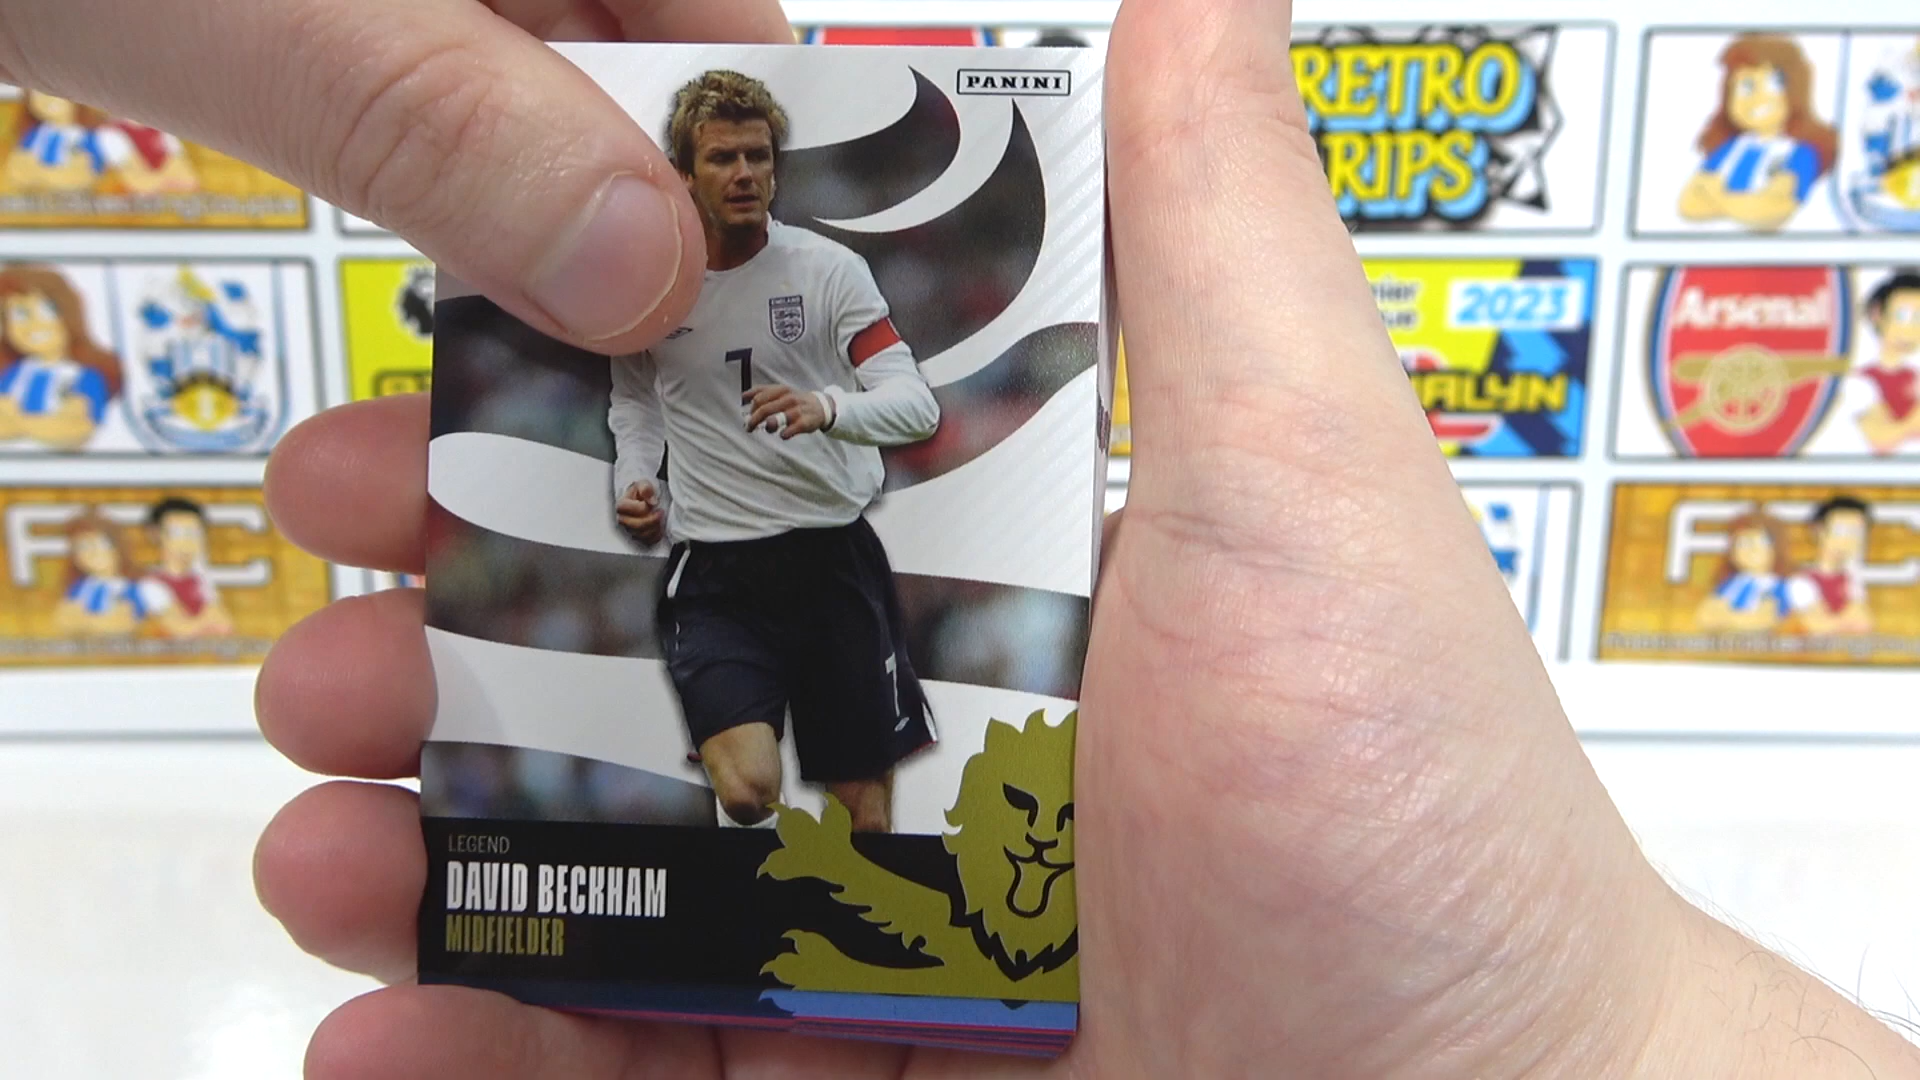 PANINI
RETRO
RIPS
ENGLAND
7
2023
Arsenal
7
LEGEND
DAVID BECKHAM
MIDFIELDER